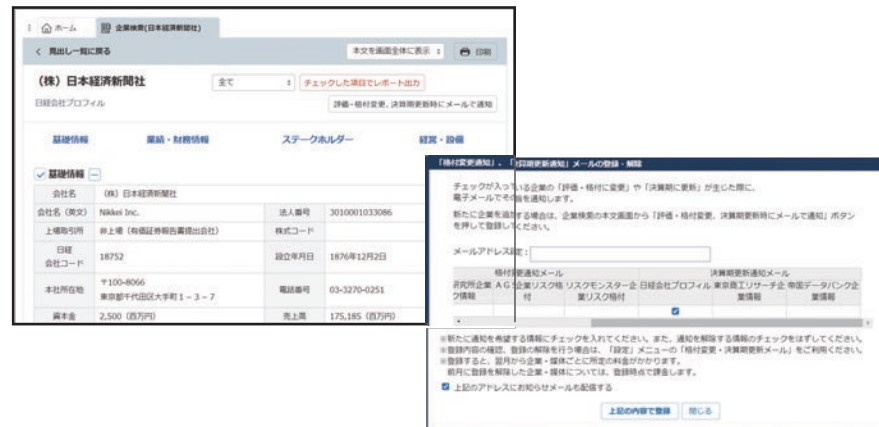 ホーム
企業検索(日本経済新聞社)
見出し一覧に戻る
本文を画面全体に表示
印刷
(株)日本経済新聞社
全て
チェックした項目でレポート出力
日経会社プロフィル
評価・格付変更、決算期更新時にメールで通知
基礎情報
業績・財務情報
ステークホルダー
経営・設備
基礎情報
会社名 (株)日本経済新聞社
会社名(英文) Nikkei Inc. 法人番号 3010001033086
上場取引所 非上場(有価証券報告書提出会社) 株式コード
日経会社コード 18752 設立年月日 1876年12月2日
本社所在地 〒100-8066 東京都千代田区大手町1-3-7 電話番号 03-3270-0251
資本金 2,500(百万円) 売上高 175,185(百万円)
「格付変更通知」、「決算期更新通知」メールの登録・解除
チェックが入っている企業の「評価・格付に変更」や「決算期に更新」が生じた際に、
電子メールでその旨を通知します。
新たに企業を追加する場合は、企業検索の本文画面から「評価・格付変更、決算期更新時にメールで通知」ボタン
を押して登録してください。
メールアドレス設定:
格付変更通知メール
決算期更新通知メール
研究所企業 ＡＧＳ企業リスク格 リスクモンスター企 日経会社プロフィル 東京商工リサーチ企 帝国データバンク企
付 業リスク格付 業情報 業情報
※新たに通知を希望する情報にチェックを入れてください。また、通知を解除する情報のチェックをはずしてください。
※登録内容の確認、登録の解除を行う場合は、「設定」メニューの「格付変更・決算期更新メール」をご利用ください。
※登録すると、翌月から企業・媒体ごとに所定の料金がかかります。
前月に登録を解除した企業・媒体については、登録時点で課金します。
上記のアドレスにお知らせメールも配信する
上記の内容で登録
閉じる